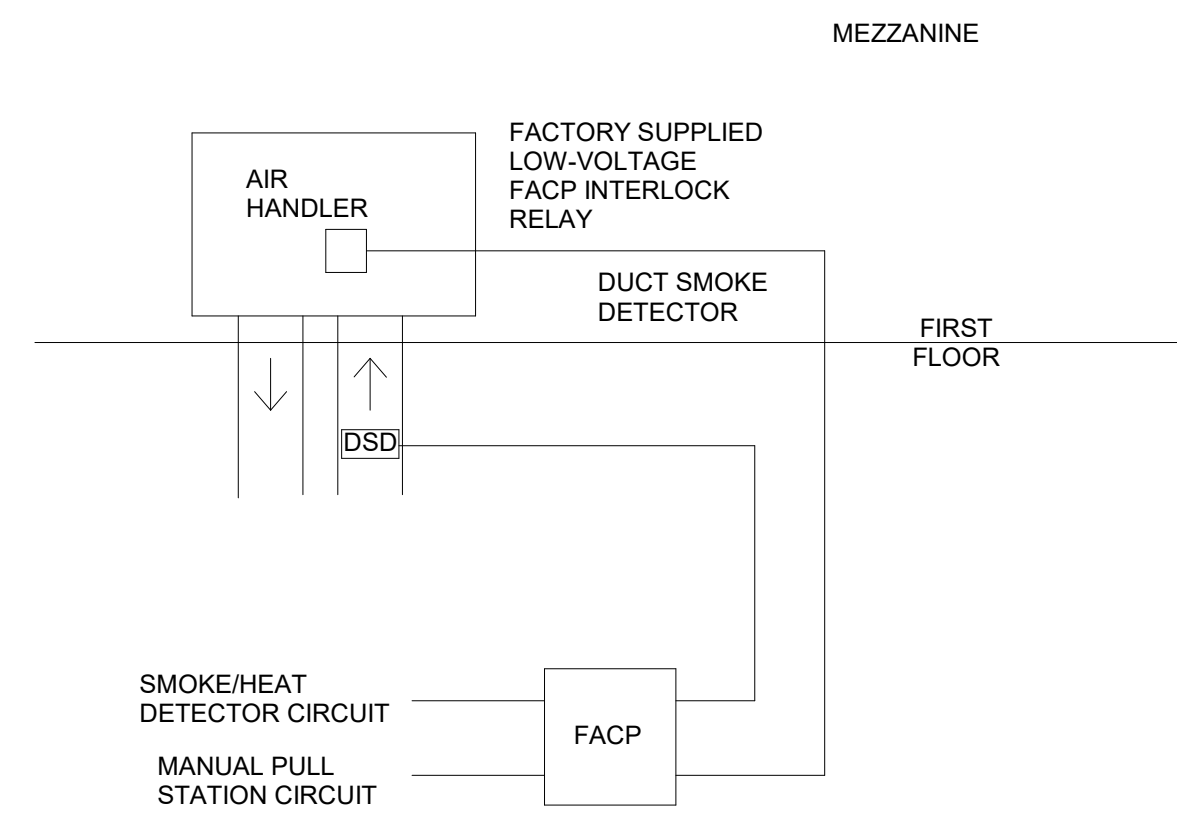 MEZZANINE
FACTORY SUPPLIED
LOW-VOLTAGE
FACP INTERLOCK
RELAY
AIR
HANDLER
DUCT SMOKE
DETECTOR
FIRST
FLOOR
DSD
SMOKE/HEAT
DETECTOR CIRCUIT
FACP
MANUAL PULL
STATION CIRCUIT